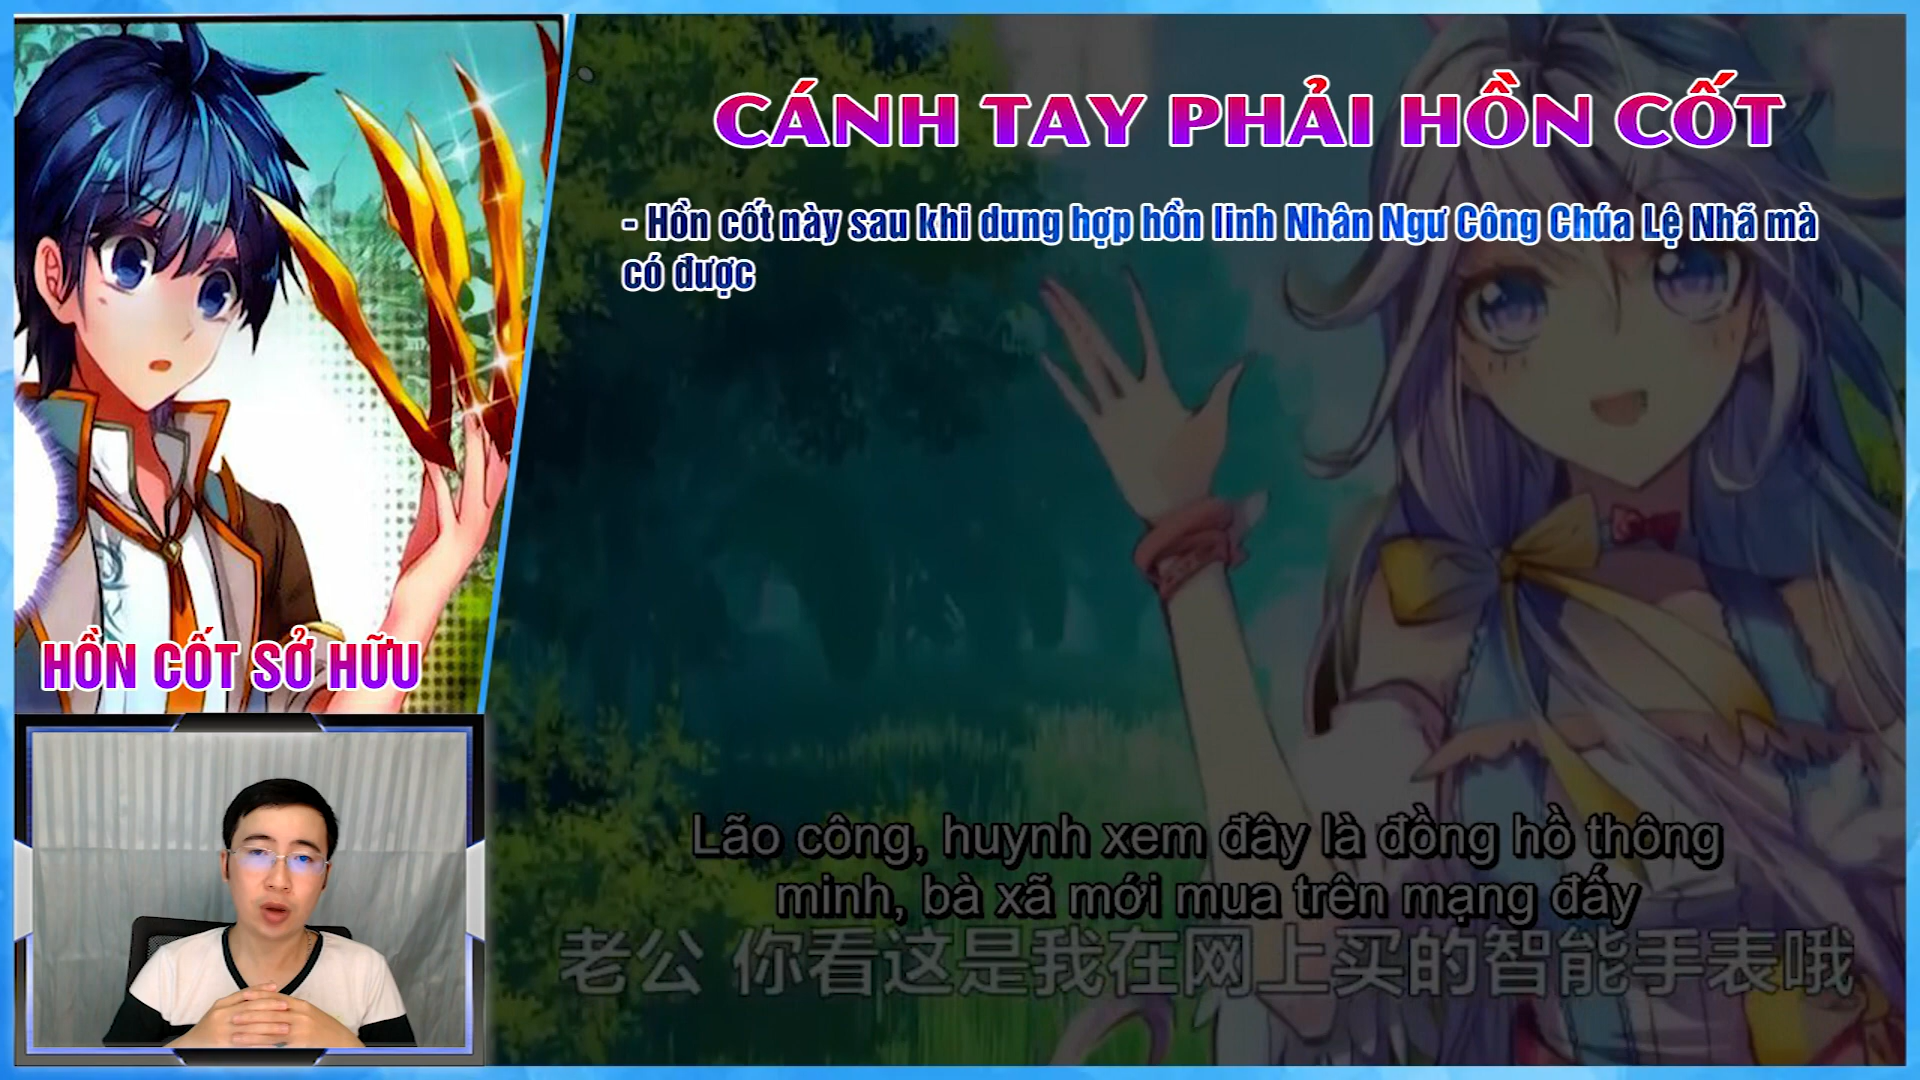 CÁNH TAY PHẢI HỒN CỐT
- Hồn cốt này sau khi dung hợp hồn linh Nhân Ngư Công Chúa Lệ Nhã mà
có được
HỒN CỐT SỞ HỮU
Lão công, huynh xem đây là đồng hồ thông
minh, bà xã mới mua trên mạng đấy
老公 你看这是我在网上买的智能手表哦